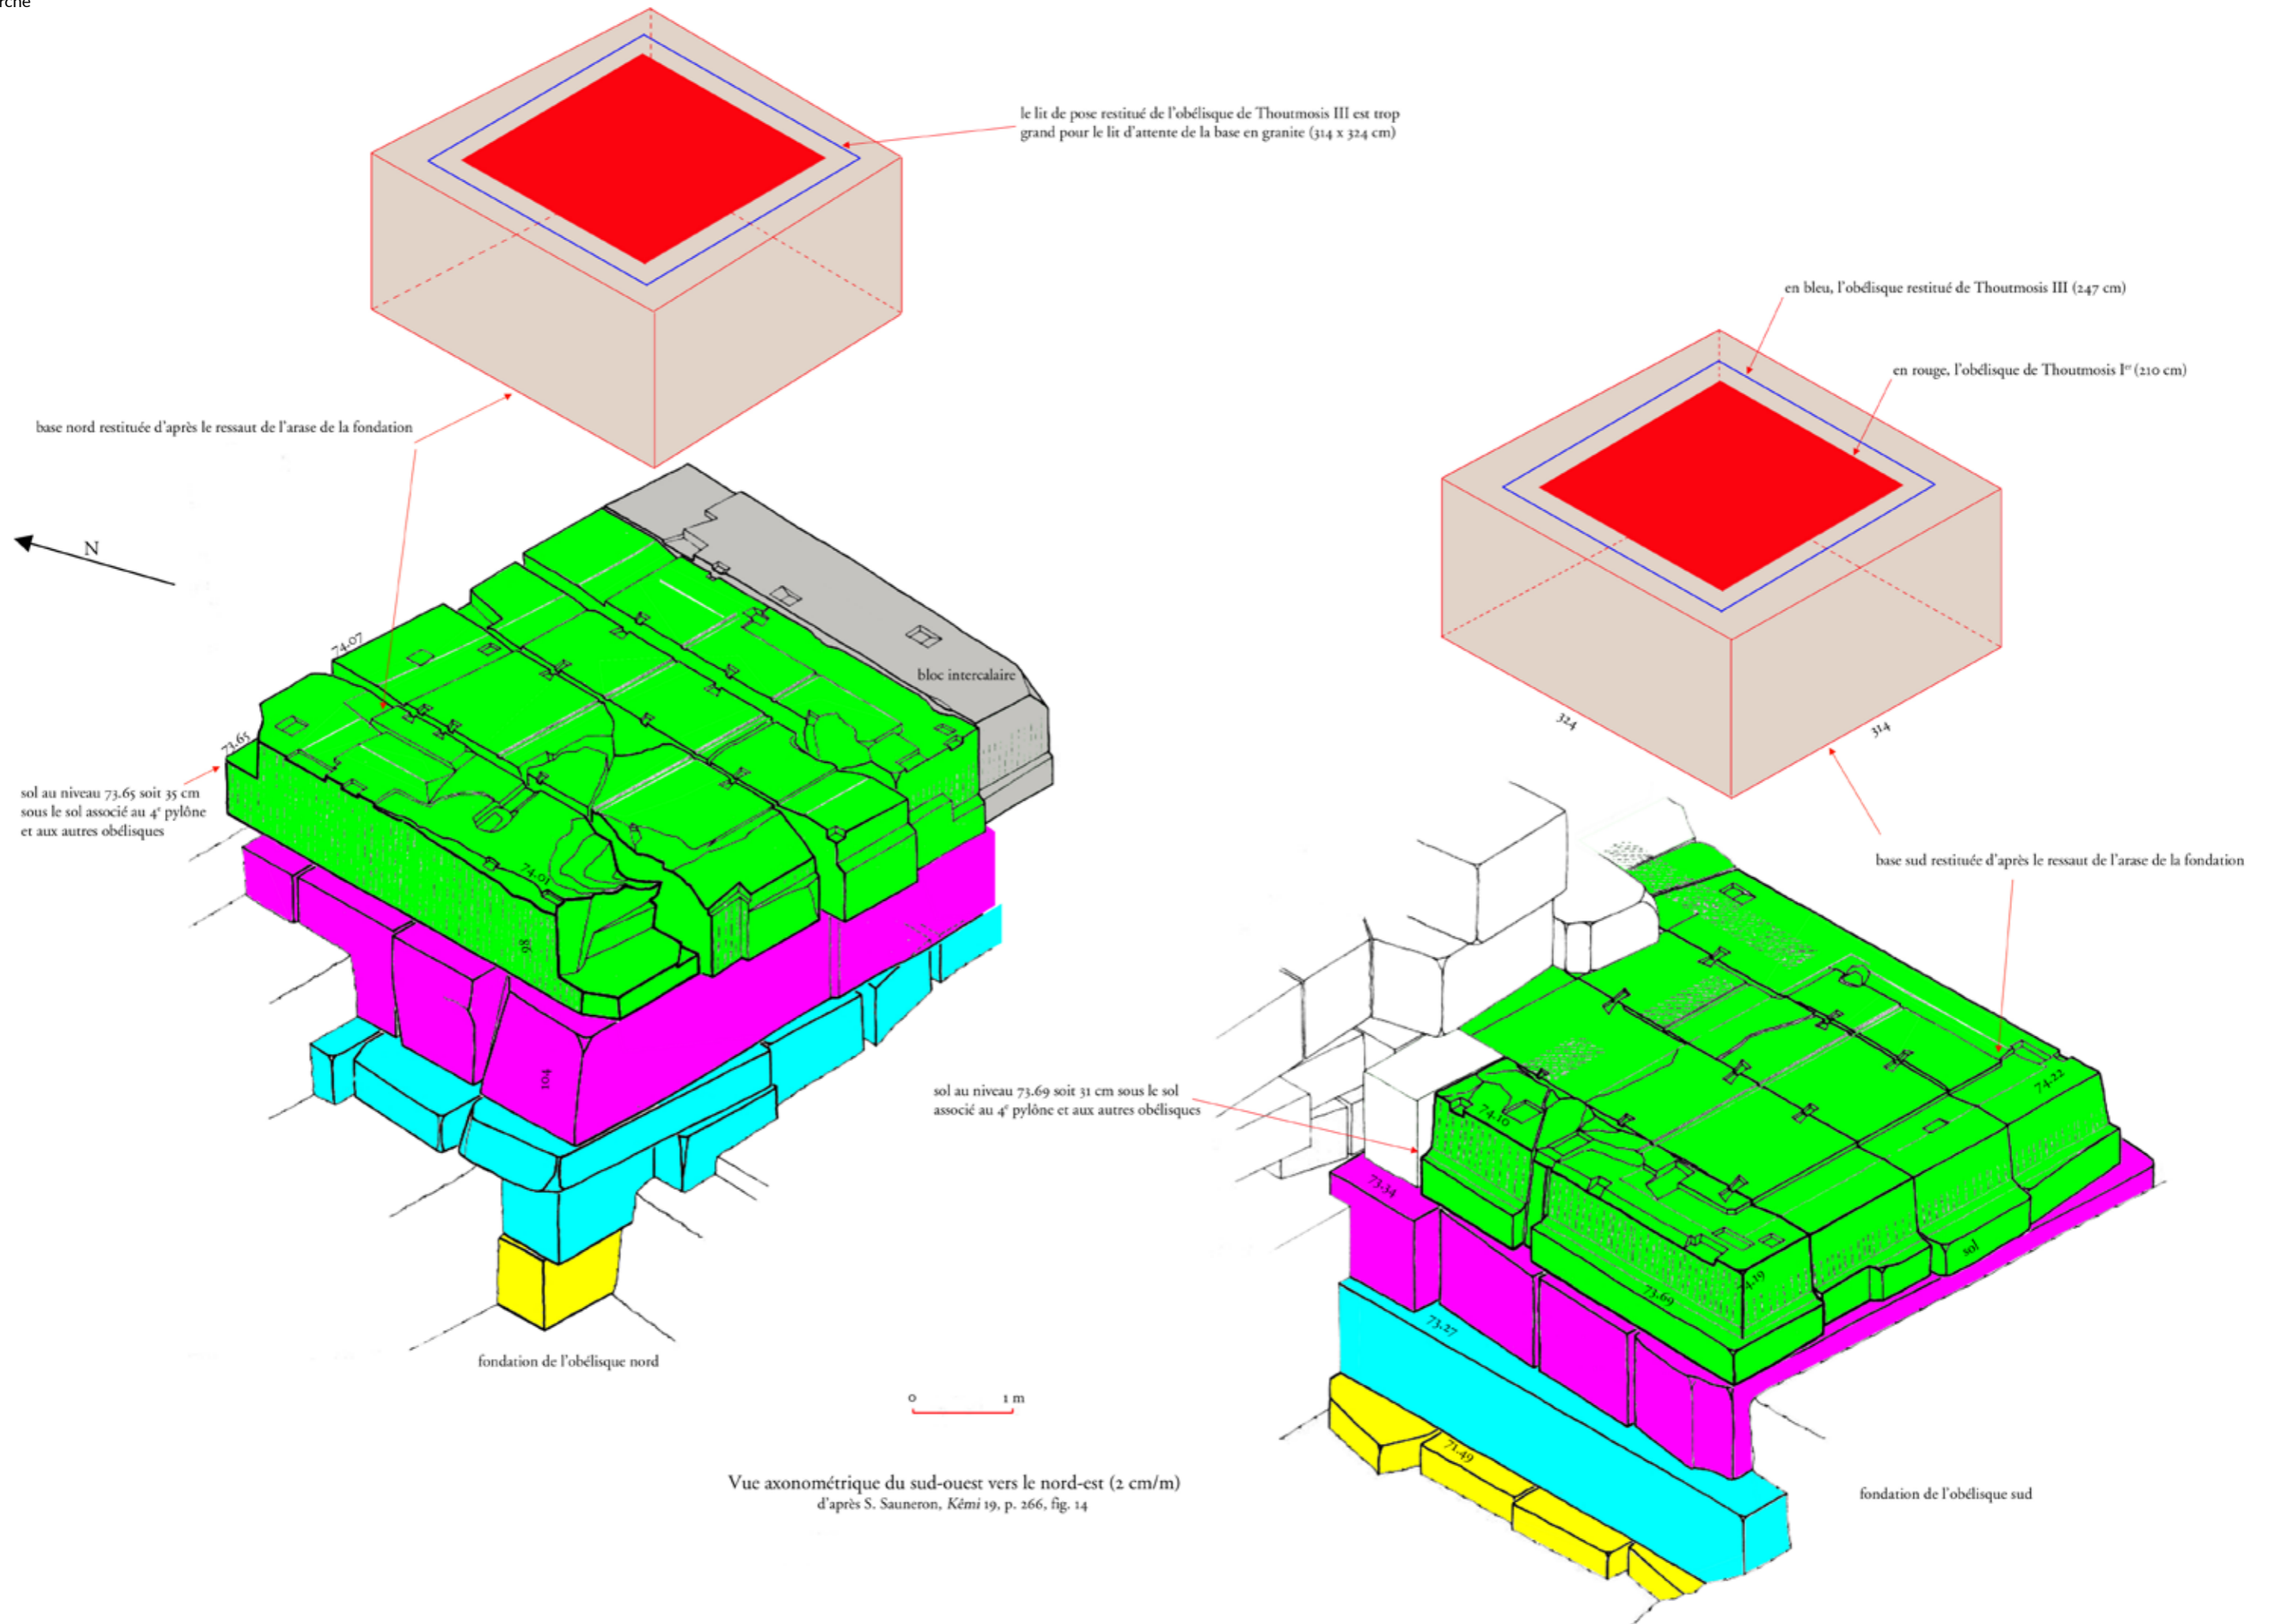 rche
le lit de pose restitué de l'obélisque de Thoutmosis III est trop
grand pour le lit d'attente de la base en granite (314 x 324 cm)
en bleu, l'obélisque restitué de Thoutmosis III (247 cm)
en rouge, l'obélisque de Thoutmosis Iᵉʳ (210 cm)
base nord restituée d'après le ressaut de l'arase de la fondation
N
74.07
bloc intercalaire
324
314
73.65
sol au niveau 73.65 soit 35 cm
sous le sol associé au 4ᵉ pylône
et aux autres obélisques
base sud restituée d'après le ressaut de l'arase de la fondation
74.01
98
104
74.22
sol au niveau 73.69 soit 31 cm sous le sol
associé au 4ᵉ pylône et aux autres obélisques
74.10
73.34
sol
4.19
73.69
73.27
fondation de l'obélisque nord
0 1 m
71.49
Vue axonométrique du sud-ouest vers le nord-est (2 cm/m)
d'après S. Sauneron, Kêmi 19, p. 266, fig. 14
fondation de l'obélisque sud